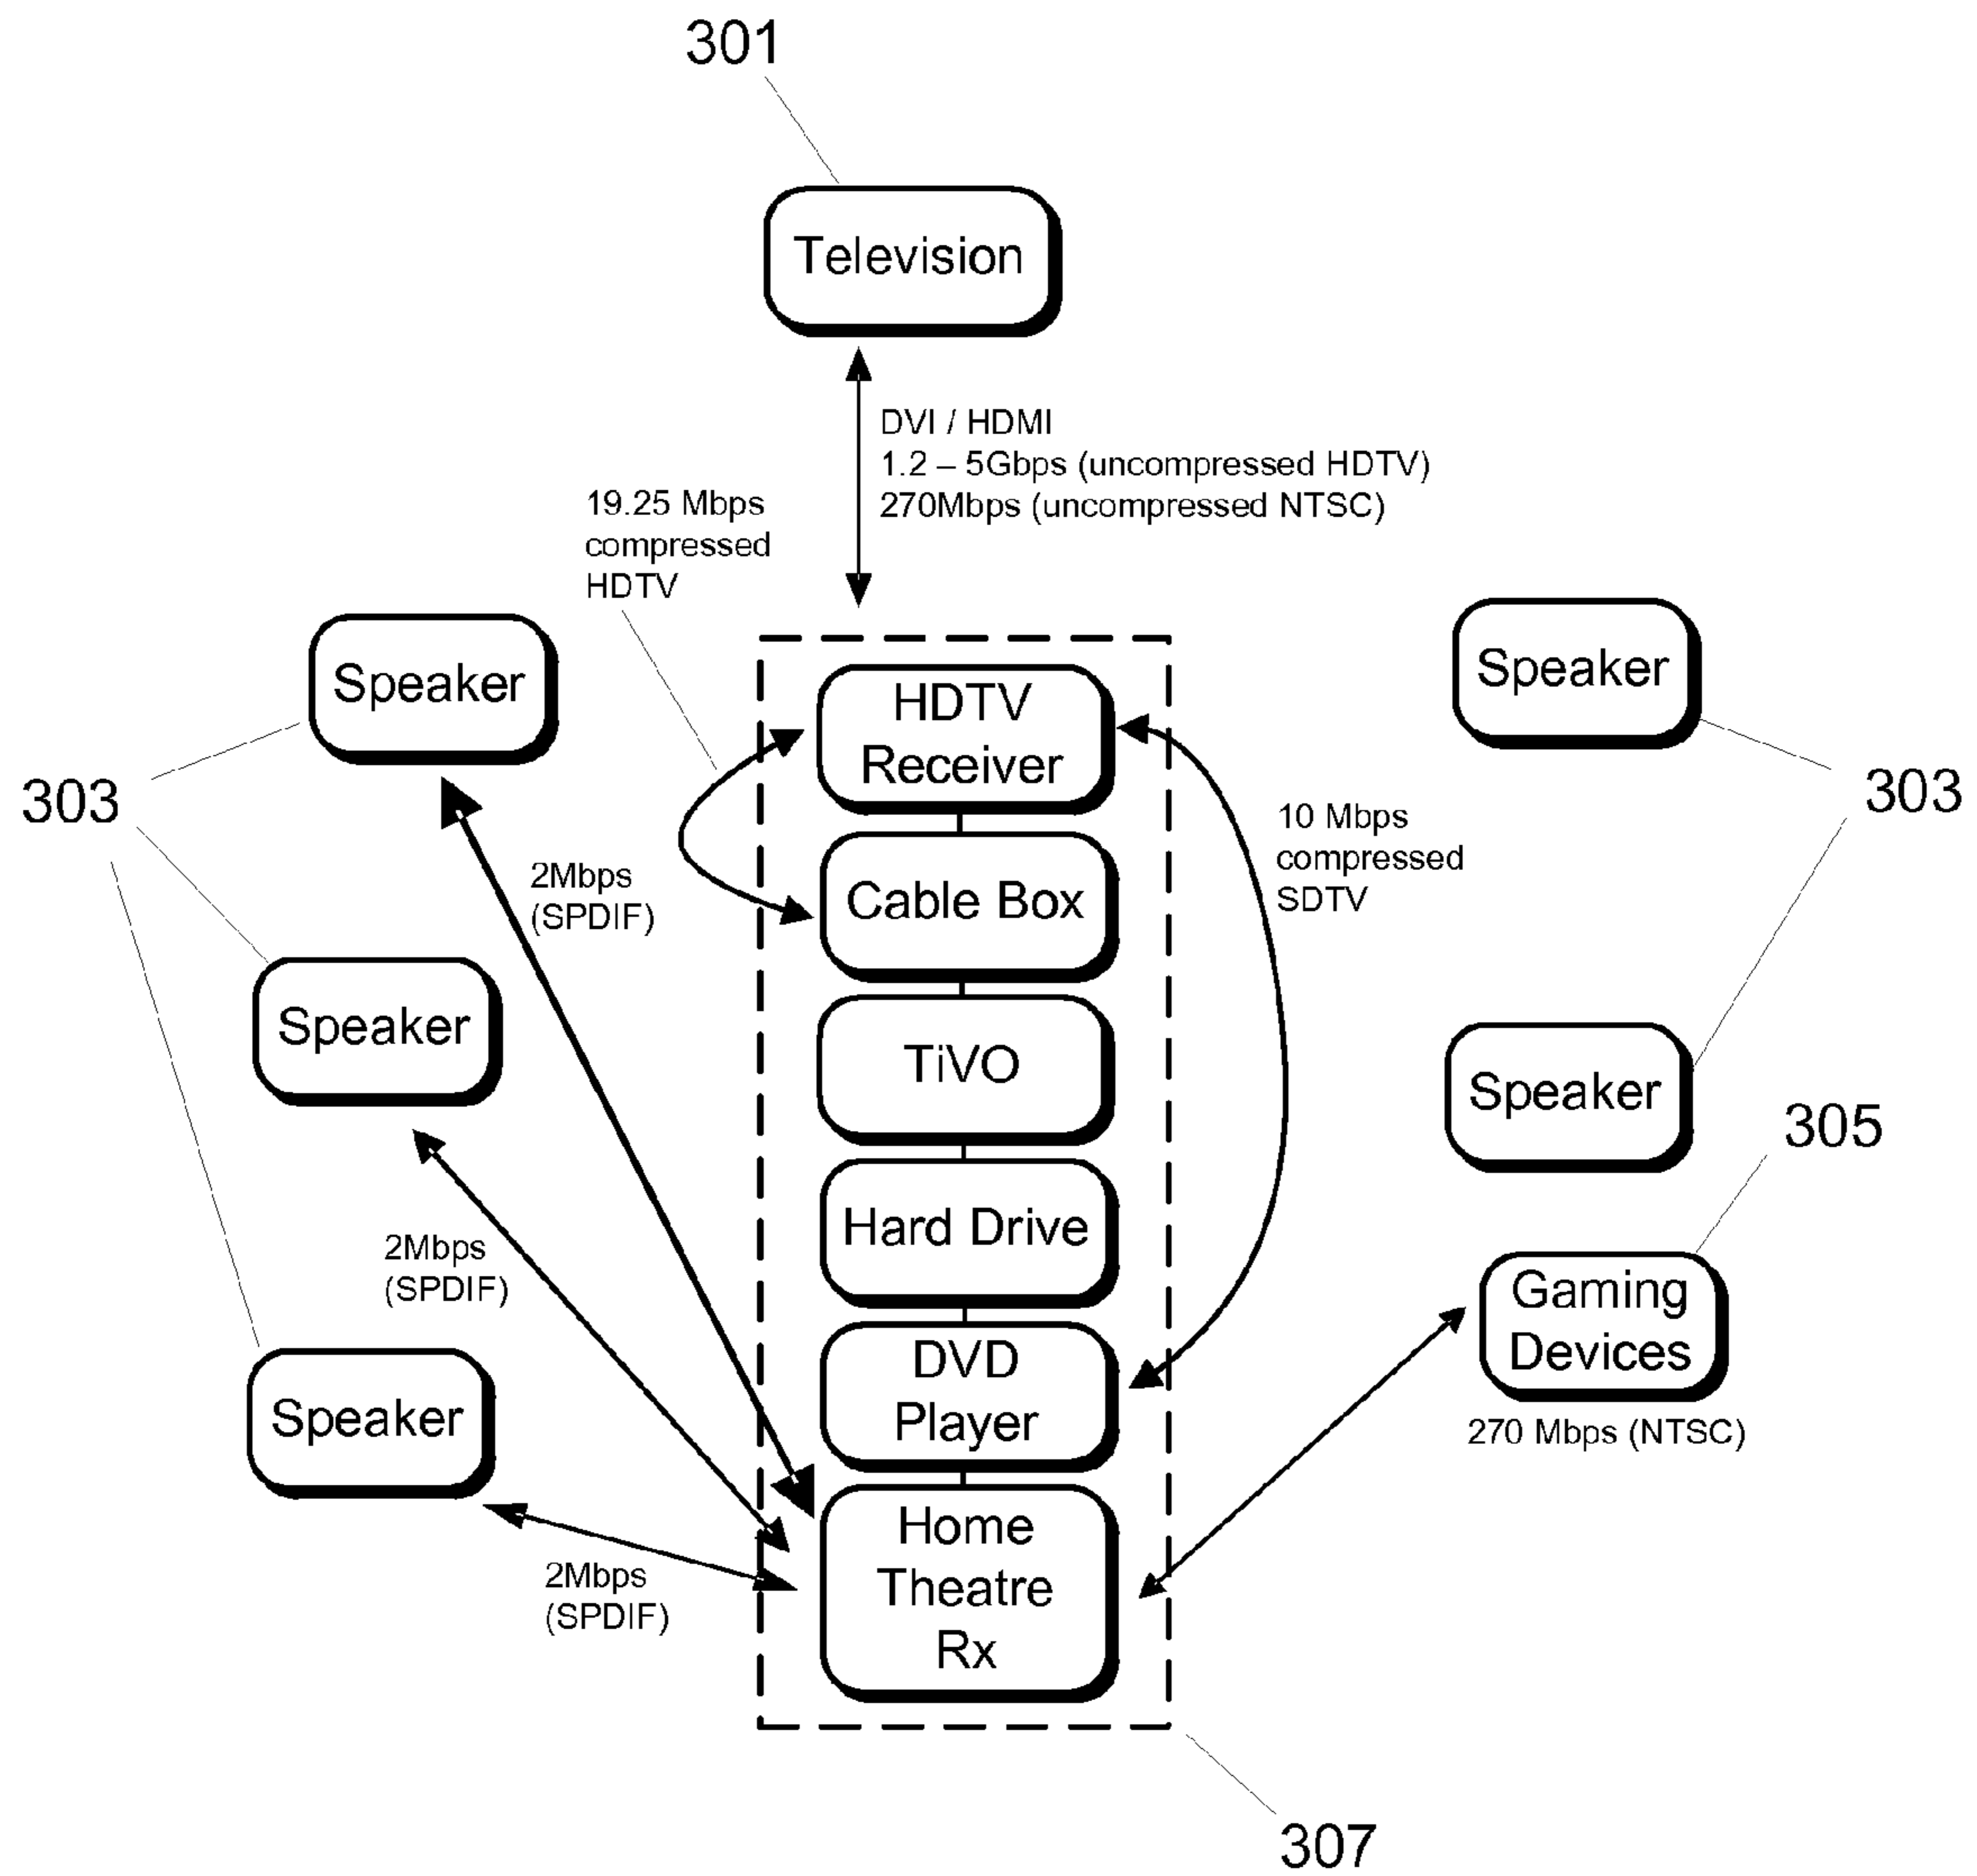 301
Television
DVI / HDMI
1.2 – 5Gbps (uncompressed HDTV)
270Mbps (uncompressed NTSC)
19.25 Mbps
compressed
HDTV
Speaker
303
2Mbps
(SPDIF)
Speaker
2Mbps
(SPDIF)
Speaker
2Mbps
(SPDIF)
HDTV
Receiver
Cable Box
TiVO
Hard Drive
DVD
Player
Home
Theatre
Rx
10 Mbps
compressed
SDTV
Speaker
303
Speaker
305
Gaming
Devices
270 Mbps (NTSC)
307